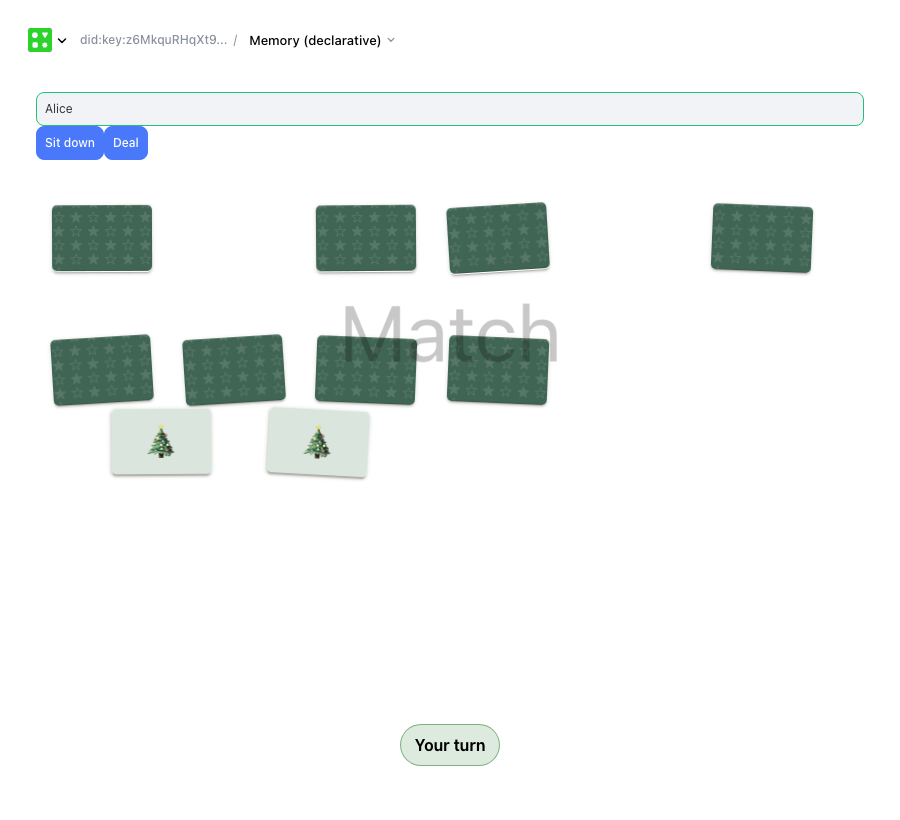 did:key:z6MkquRHqXt9... / Memory (declarative)
Alice
Sit down Deal
Match
Your turn